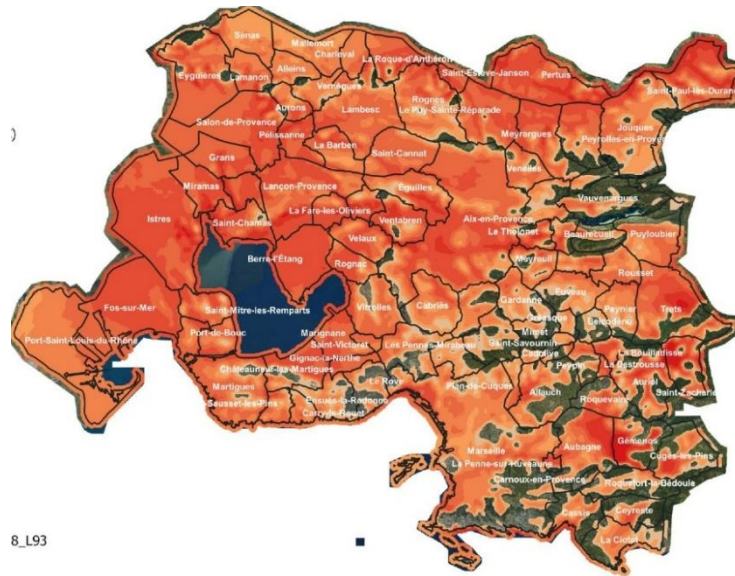 Sénas
Mallemort
Charleval
Alleins
La Roque-d'Anthéron
Eyguières
Lamanon
Vernègues
Saint-Estève-Janson
Pertuis
Saint-Paul-lès-Durance
Aurons
Lambesc
Rognes
Le Puy-Sainte-Réparade
Salon-de-Provence
Pélissanne
Meyrargues
Jouques
Peyrolles-en-Provence
La Barben
Saint-Cannat
Grans
Venelles
Miramas
Lançon-Provence
Éguilles
Vauvenargues
Istres
Saint-Chamas
La Fare-les-Oliviers
Ventabren
Aix-en-Provence
Le Tholonet
Beaurecueil
Puyloubier
Velaux
Berre-l'Étang
Rognac
Meyreuil
Rousset
Fos-sur-Mer
Saint-Mitre-les-Remparts
Vitrolles
Cabriès
Gardanne
Fuveau
Peynier
Trets
Port-Saint-Louis-du-Rhône
Port-de-Bouc
Marignane
Saint-Victoret
Gréasque
Belcodène
Mimet
Saint-Savournin
Cadolive
Gignac-la-Nerthe
Les Pennes-Mirabeau
La Bouilladisse
Châteauneuf-les-Martigues
Peypin
La Destrousse
Martigues
Le Rove
Plan-de-Cuques
Allauch
Auriol
Saint-Zacharie
Sausset-les-Pins
Ensuès-la-Redonne
Carry-le-Rouet
Roquevaire
Marseille
Aubagne
Gémenos
La Penne-sur-Huveaune
Cuges-les-Pins
Carnoux-en-Provence
Roquefort-la-Bédoule
Cassis
Ceyreste
La Ciotat
8_L93